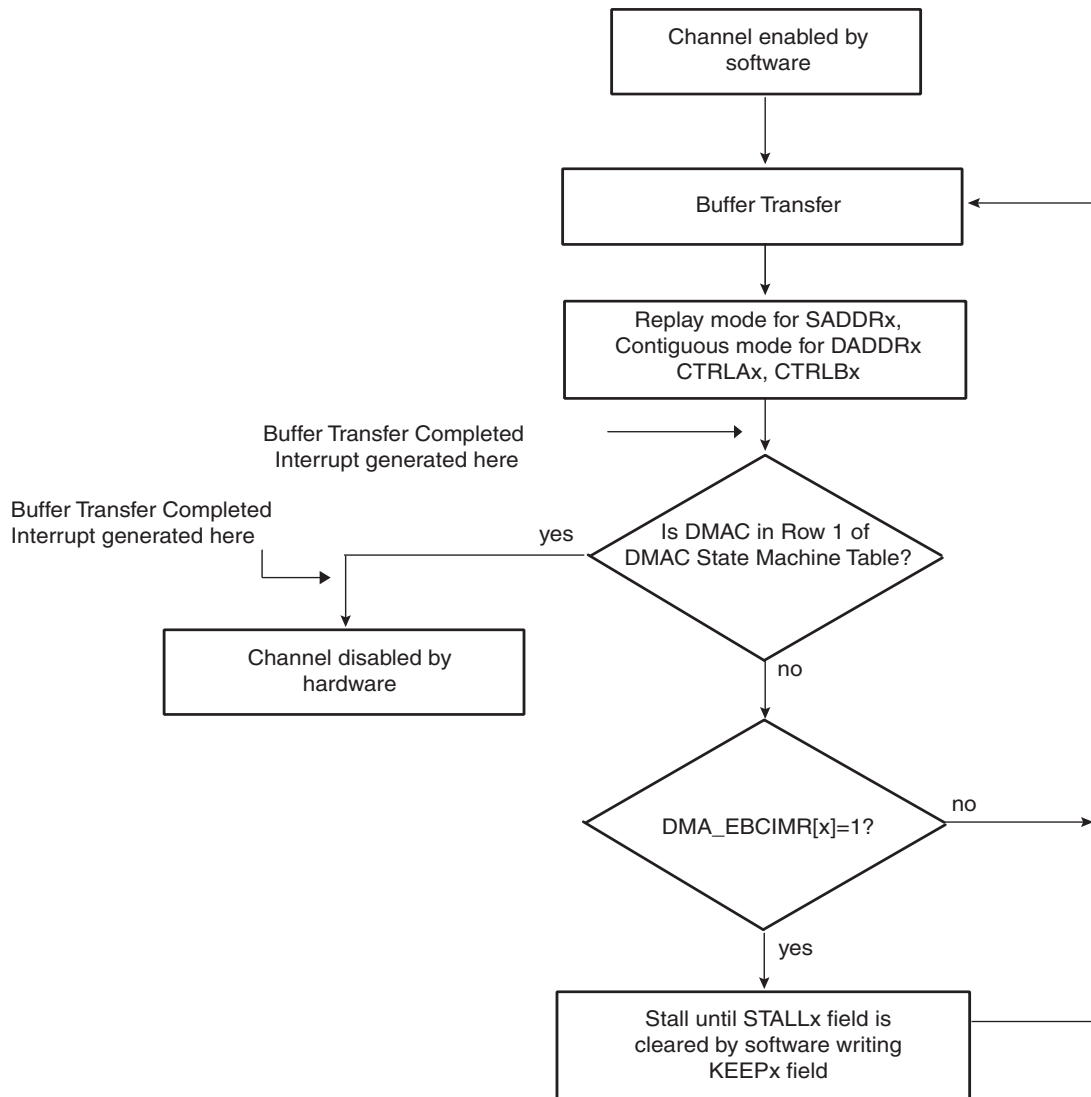 Channel enabled by
software
Buffer Transfer
Replay mode for SADDRx,
Contiguous mode for DADDRx
CTRLAx, CTRLBx
Buffer Transfer Completed
Interrupt generated here
Buffer Transfer Completed
Interrupt generated here
yes
Is DMAC in Row 1 of
DMAC State Machine Table?
Channel disabled by
hardware
no
DMA_EBCIMR[x]=1?
no
yes
Stall until STALLx field is
cleared by software writing
KEEPx field